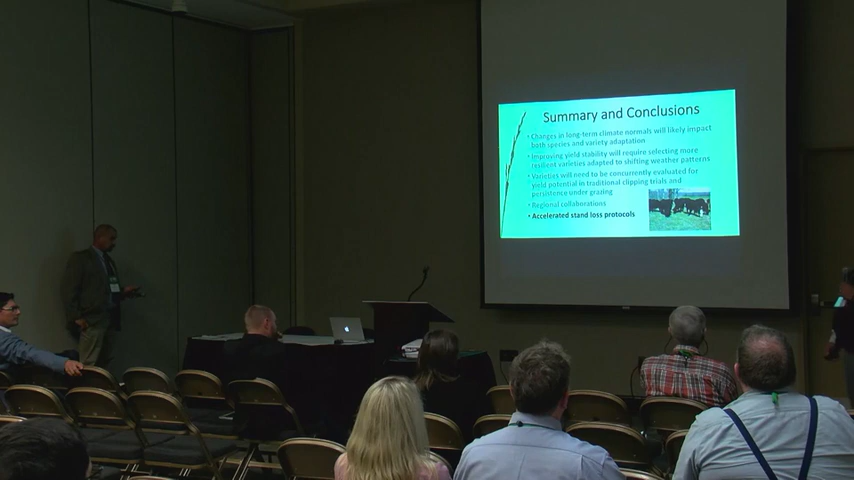 Summary and Conclusions
• Changes in long-term climate normals will likely impact
both species and variety adaptation
• Improving yield stability will require selecting more
resilient varieties adapted to shifting weather patterns
• Varieties will need to be concurrently evaluated for
yield potential in traditional clipping trials and
persistence under grazing
• Regional collaborations
• Accelerated stand loss protocols